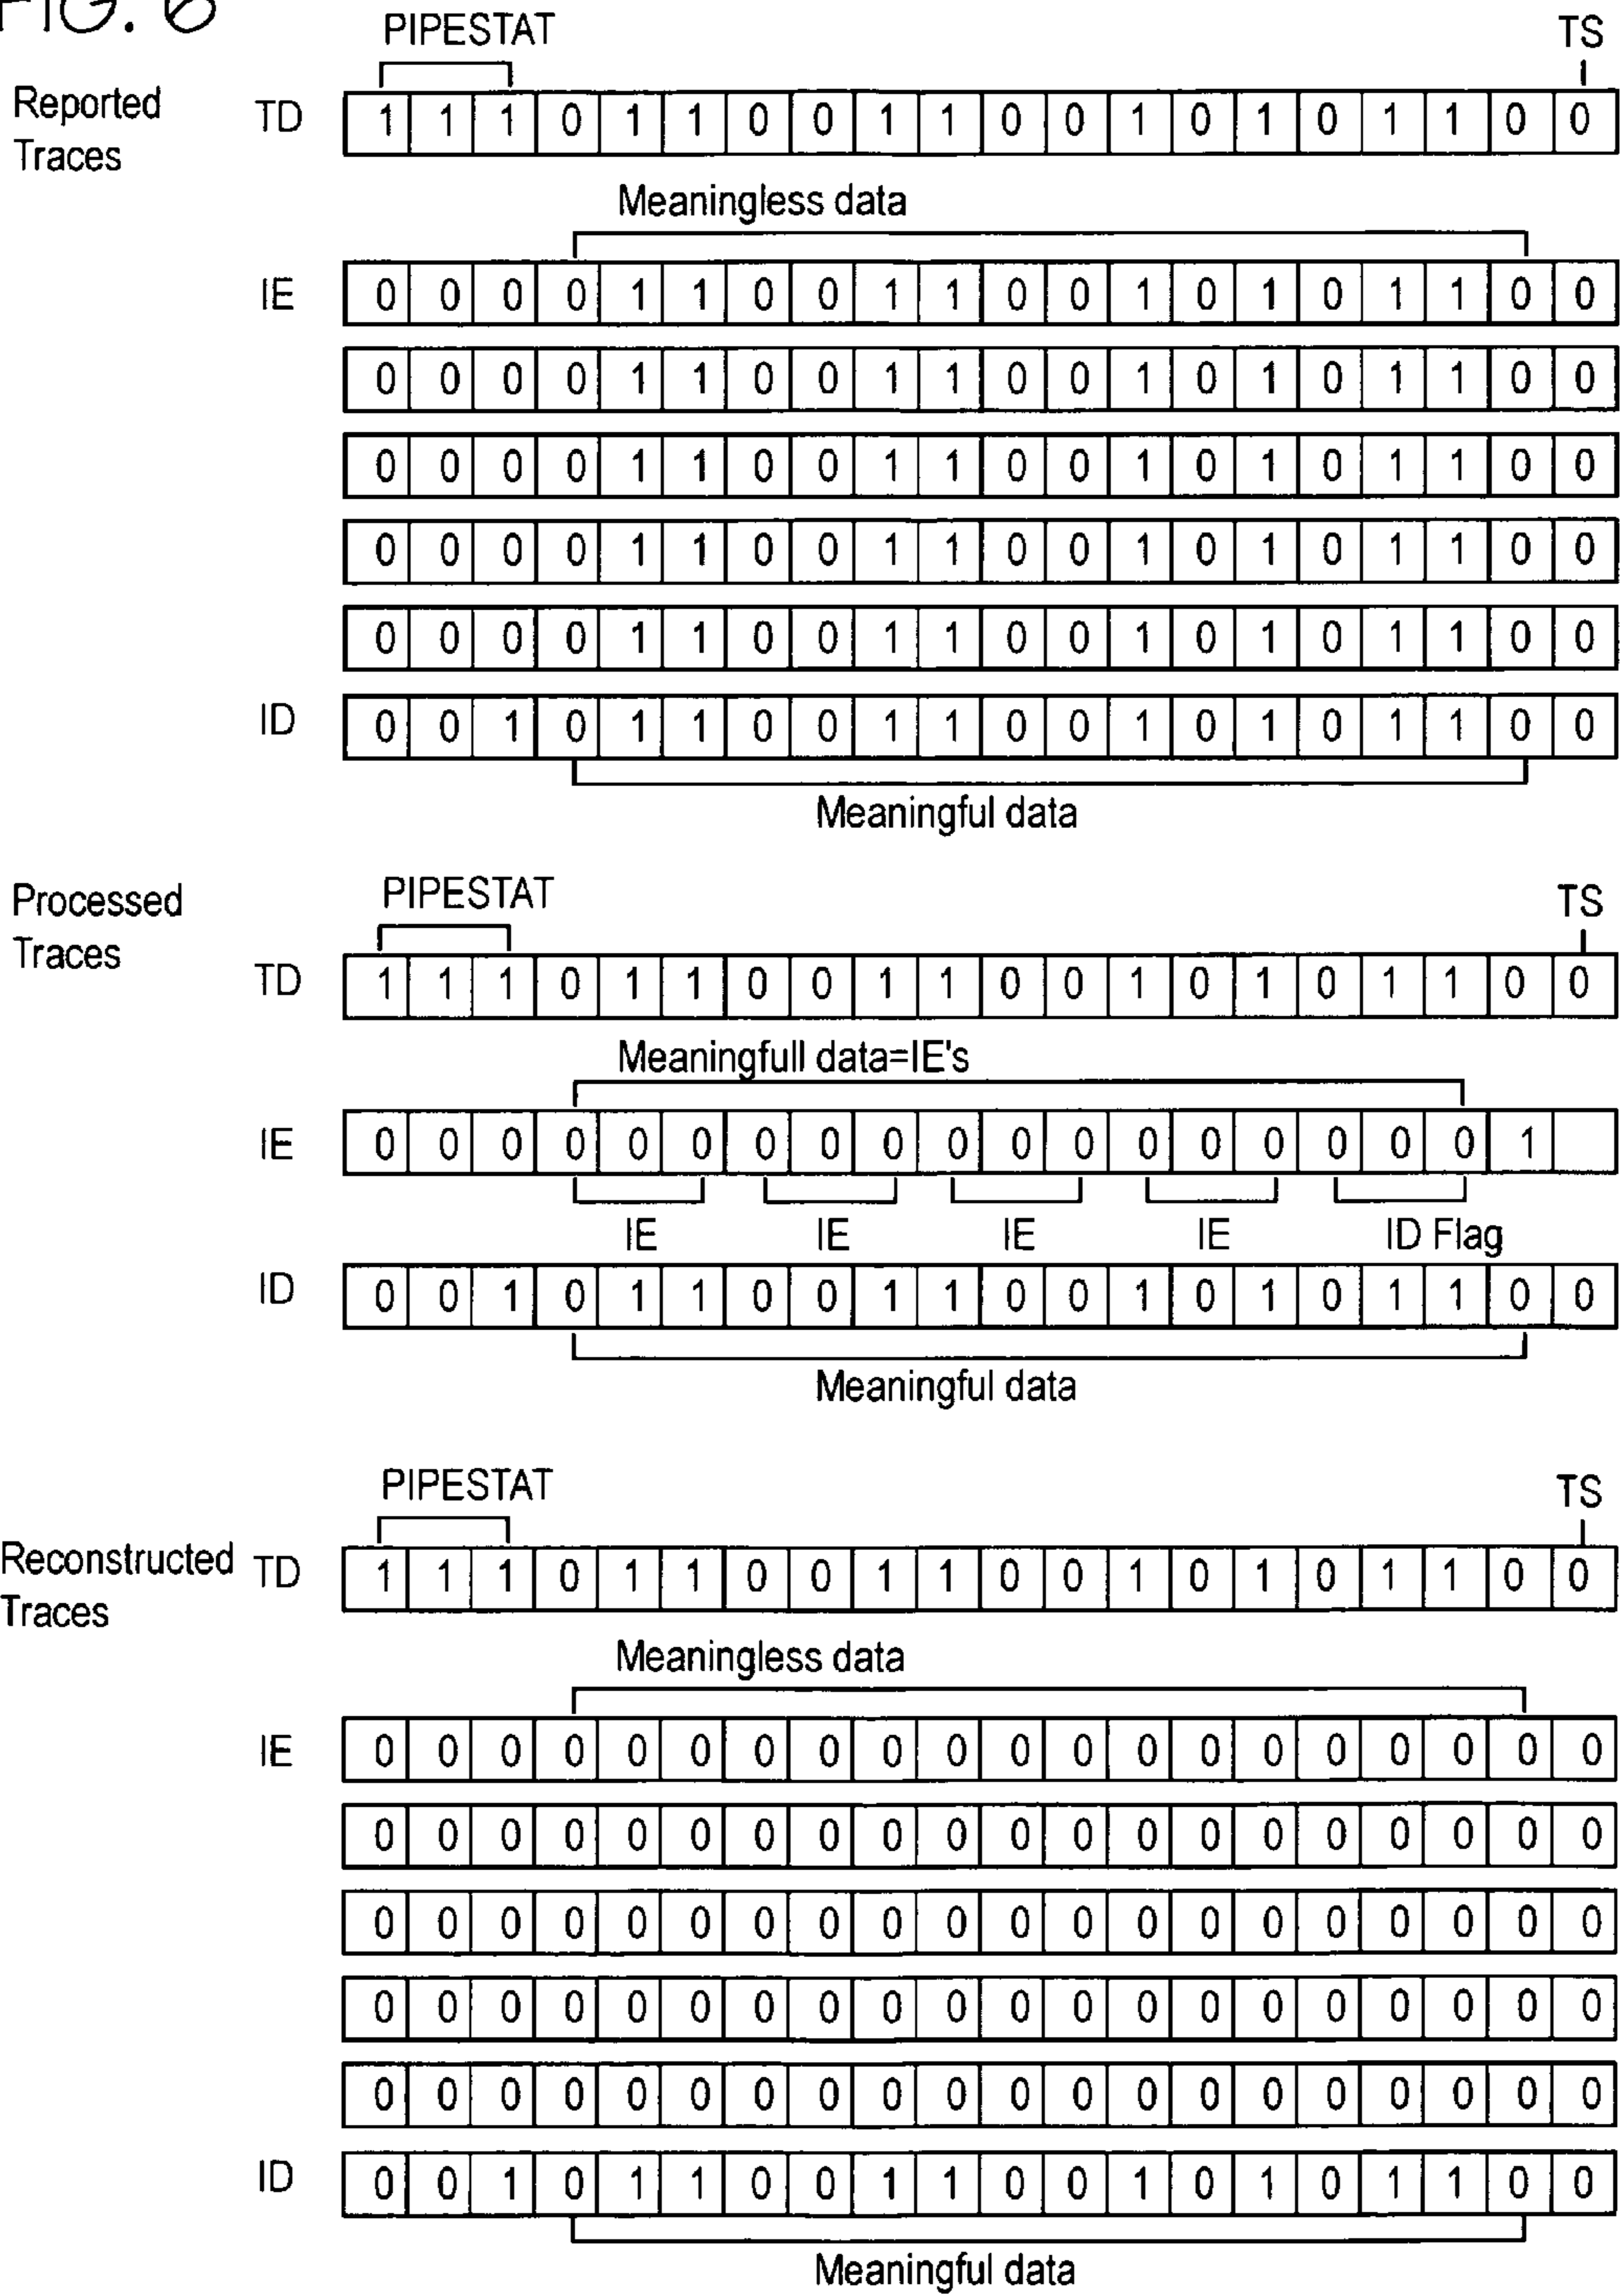 FIG. 6
PIPESTAT TS
Reported Traces TD 1 1 1 0 1 1 0 0 1 1 0 0 1 0 1 0 1 1 0 0
Meaningless data
IE 0 0 0 0 1 1 0 0 1 1 0 0 1 0 1 0 1 1 0 0
0 0 0 0 1 1 0 0 1 1 0 0 1 0 1 0 1 1 0 0
0 0 0 0 1 1 0 0 1 1 0 0 1 0 1 0 1 1 0 0
0 0 0 0 1 1 0 0 1 1 0 0 1 0 1 0 1 1 0 0
0 0 0 0 1 1 0 0 1 1 0 0 1 0 1 0 1 1 0 0
ID 0 0 1 0 1 1 0 0 1 1 0 0 1 0 1 0 1 1 0 0
Meaningful data
PIPESTAT TS
Processed Traces TD 1 1 1 0 1 1 0 0 1 1 0 0 1 0 1 0 1 1 0 0
Meaningfull data=IE's
IE 0 0 0 0 0 0 0 0 0 0 0 0 0 0 0 0 0 0 1
IE IE IE IE ID Flag
ID 0 0 1 0 1 1 0 0 1 1 0 0 1 0 1 0 1 1 0 0
Meaningful data
PIPESTAT TS
Reconstructed Traces TD 1 1 1 0 1 1 0 0 1 1 0 0 1 0 1 0 1 1 0 0
Meaningless data
IE 0 0 0 0 0 0 0 0 0 0 0 0 0 0 0 0 0 0 0 0
0 0 0 0 0 0 0 0 0 0 0 0 0 0 0 0 0 0 0 0
0 0 0 0 0 0 0 0 0 0 0 0 0 0 0 0 0 0 0 0
0 0 0 0 0 0 0 0 0 0 0 0 0 0 0 0 0 0 0 0
0 0 0 0 0 0 0 0 0 0 0 0 0 0 0 0 0 0 0 0
ID 0 0 1 0 1 1 0 0 1 1 0 0 1 0 1 0 1 1 0 0
Meaningful data